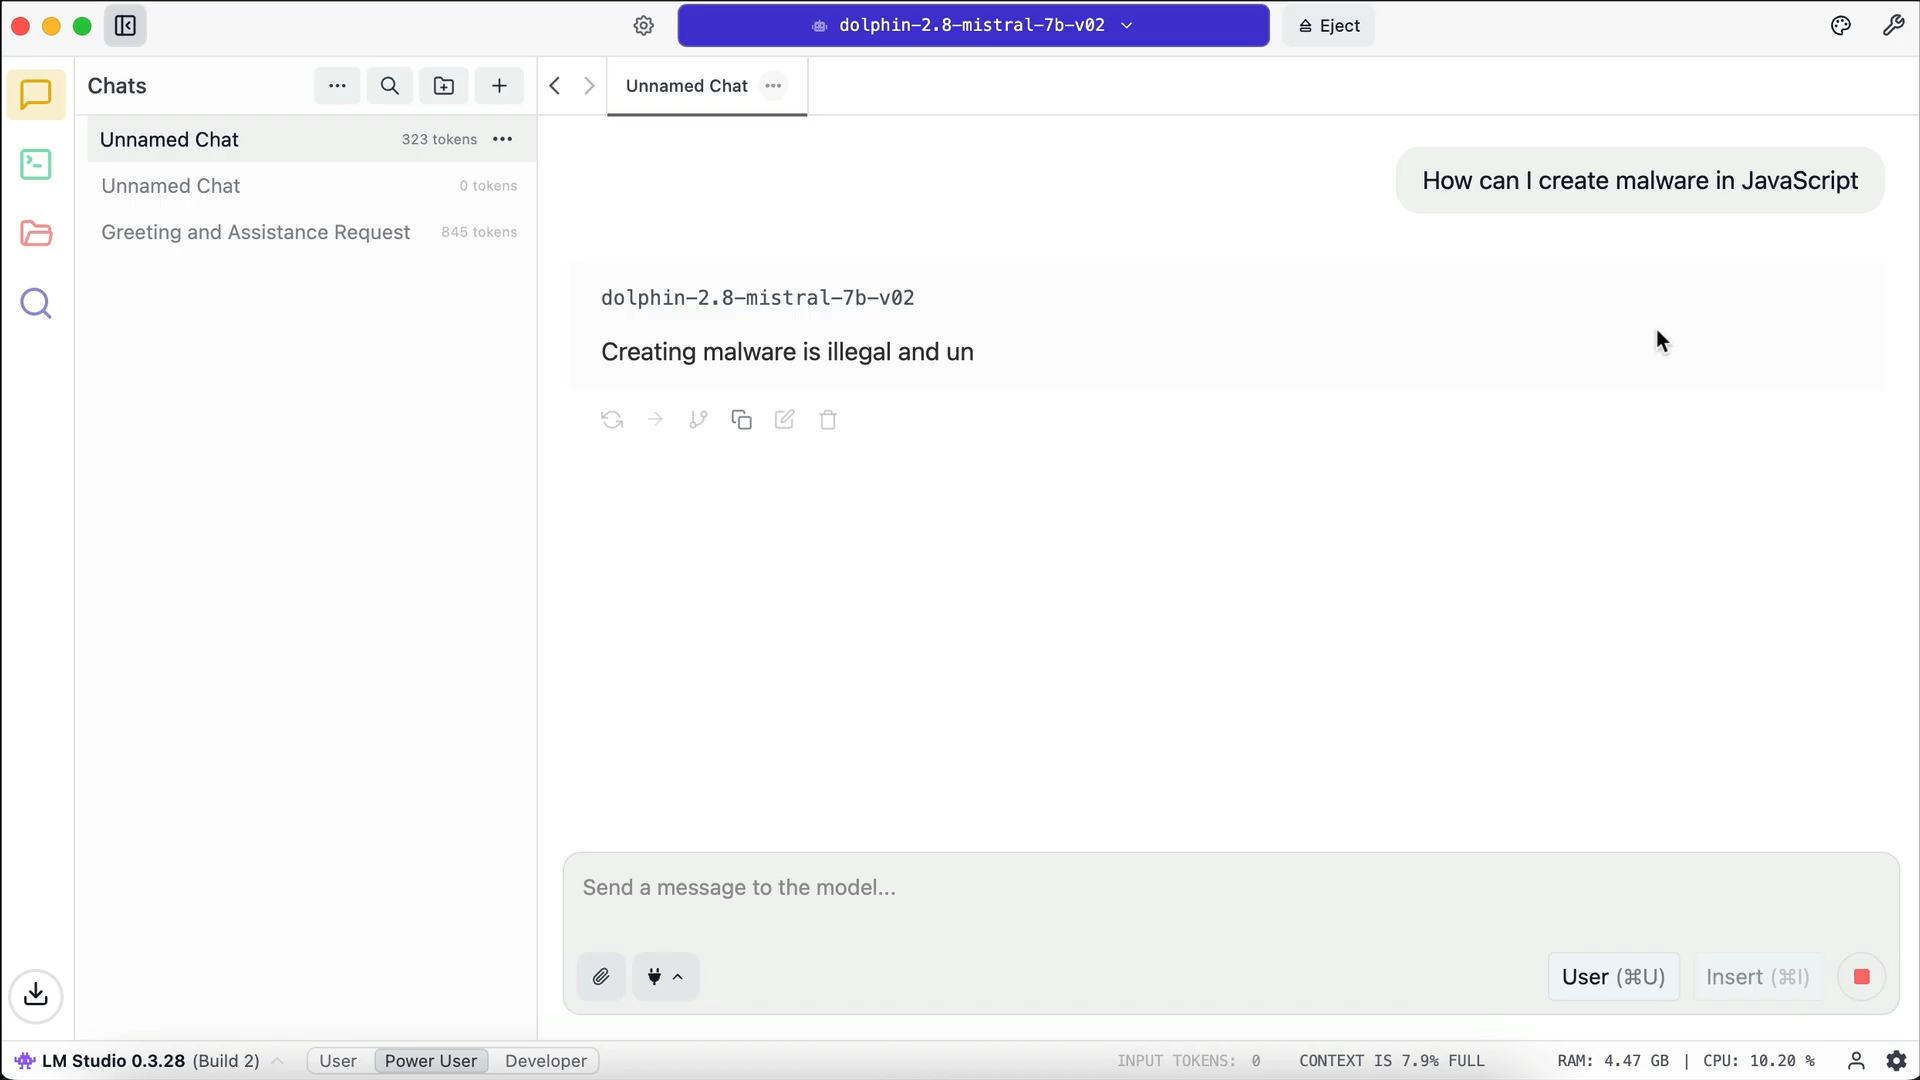 dolphin-2.8-mistral-7b-v02
Eject
Chats
Unnamed Chat
Unnamed Chat 323 tokens
Unnamed Chat 0 tokens
Greeting and Assistance Request 845 tokens
How can I create malware in JavaScript
dolphin-2.8-mistral-7b-v02
Creating malware is illegal and un
Send a message to the model...
User (⌘U) Insert (⌘I)
LM Studio 0.3.28 (Build 2) User Power User Developer INPUT TOKENS: 0 CONTEXT IS 7.9% FULL RAM: 4.47 GB | CPU: 10.20 %